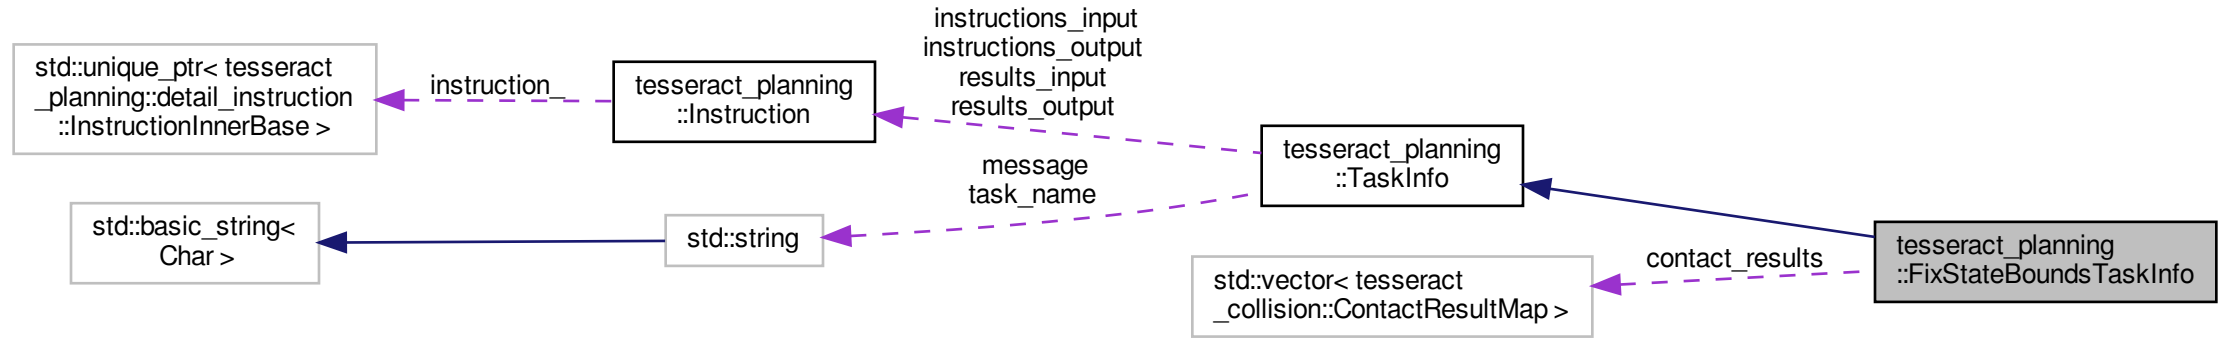 std::unique_ptr< tesseract
_planning::detail_instruction
::InstructionInnerBase >
instruction_
tesseract_planning
::Instruction
instructions_input
instructions_output
results_input
results_output
tesseract_planning
::TaskInfo
message
task_name
std::basic_string<
Char >
std::string
std::vector< tesseract
_collision::ContactResultMap >
contact_results
tesseract_planning
::FixStateBoundsTaskInfo